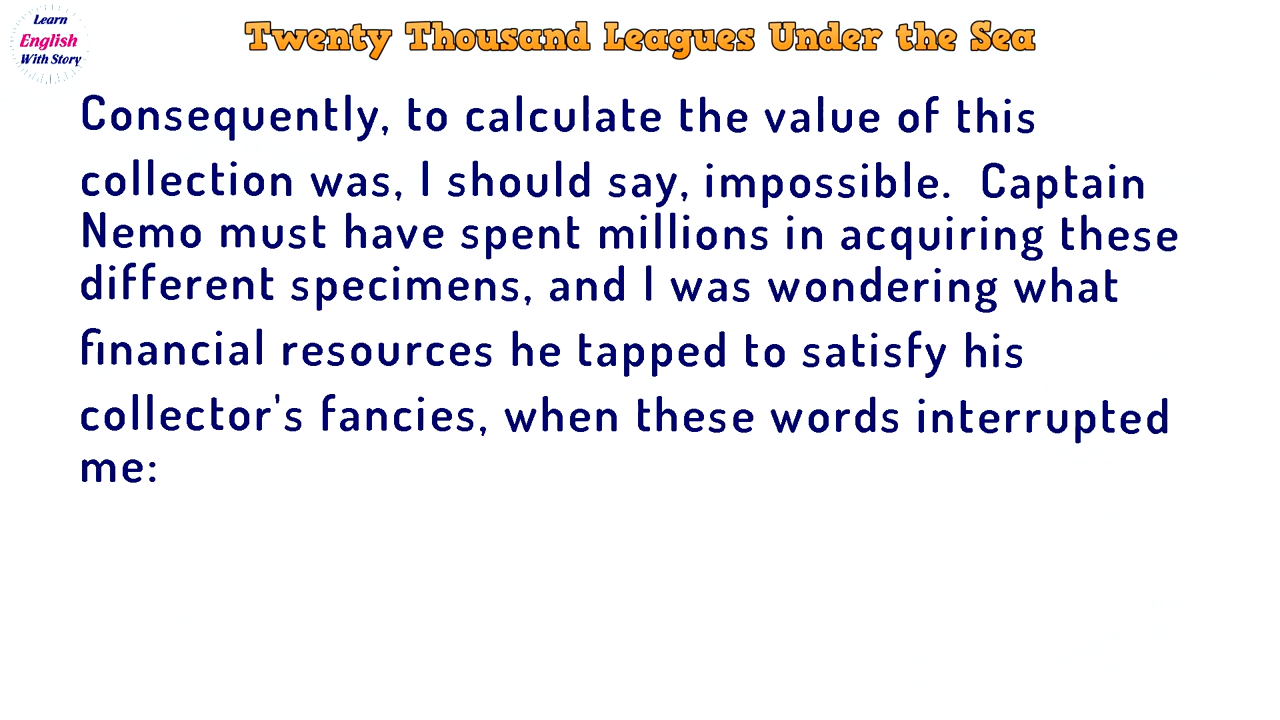 Learn
English
With Story
Twenty Thousand Leagues Under the Sea
Consequently, to calculate the value of this
collection was, I should say, impossible.  Captain
Nemo must have spent millions in acquiring these
different specimens, and I was wondering what
financial resources he tapped to satisfy his
collector's fancies, when these words interrupted
me: